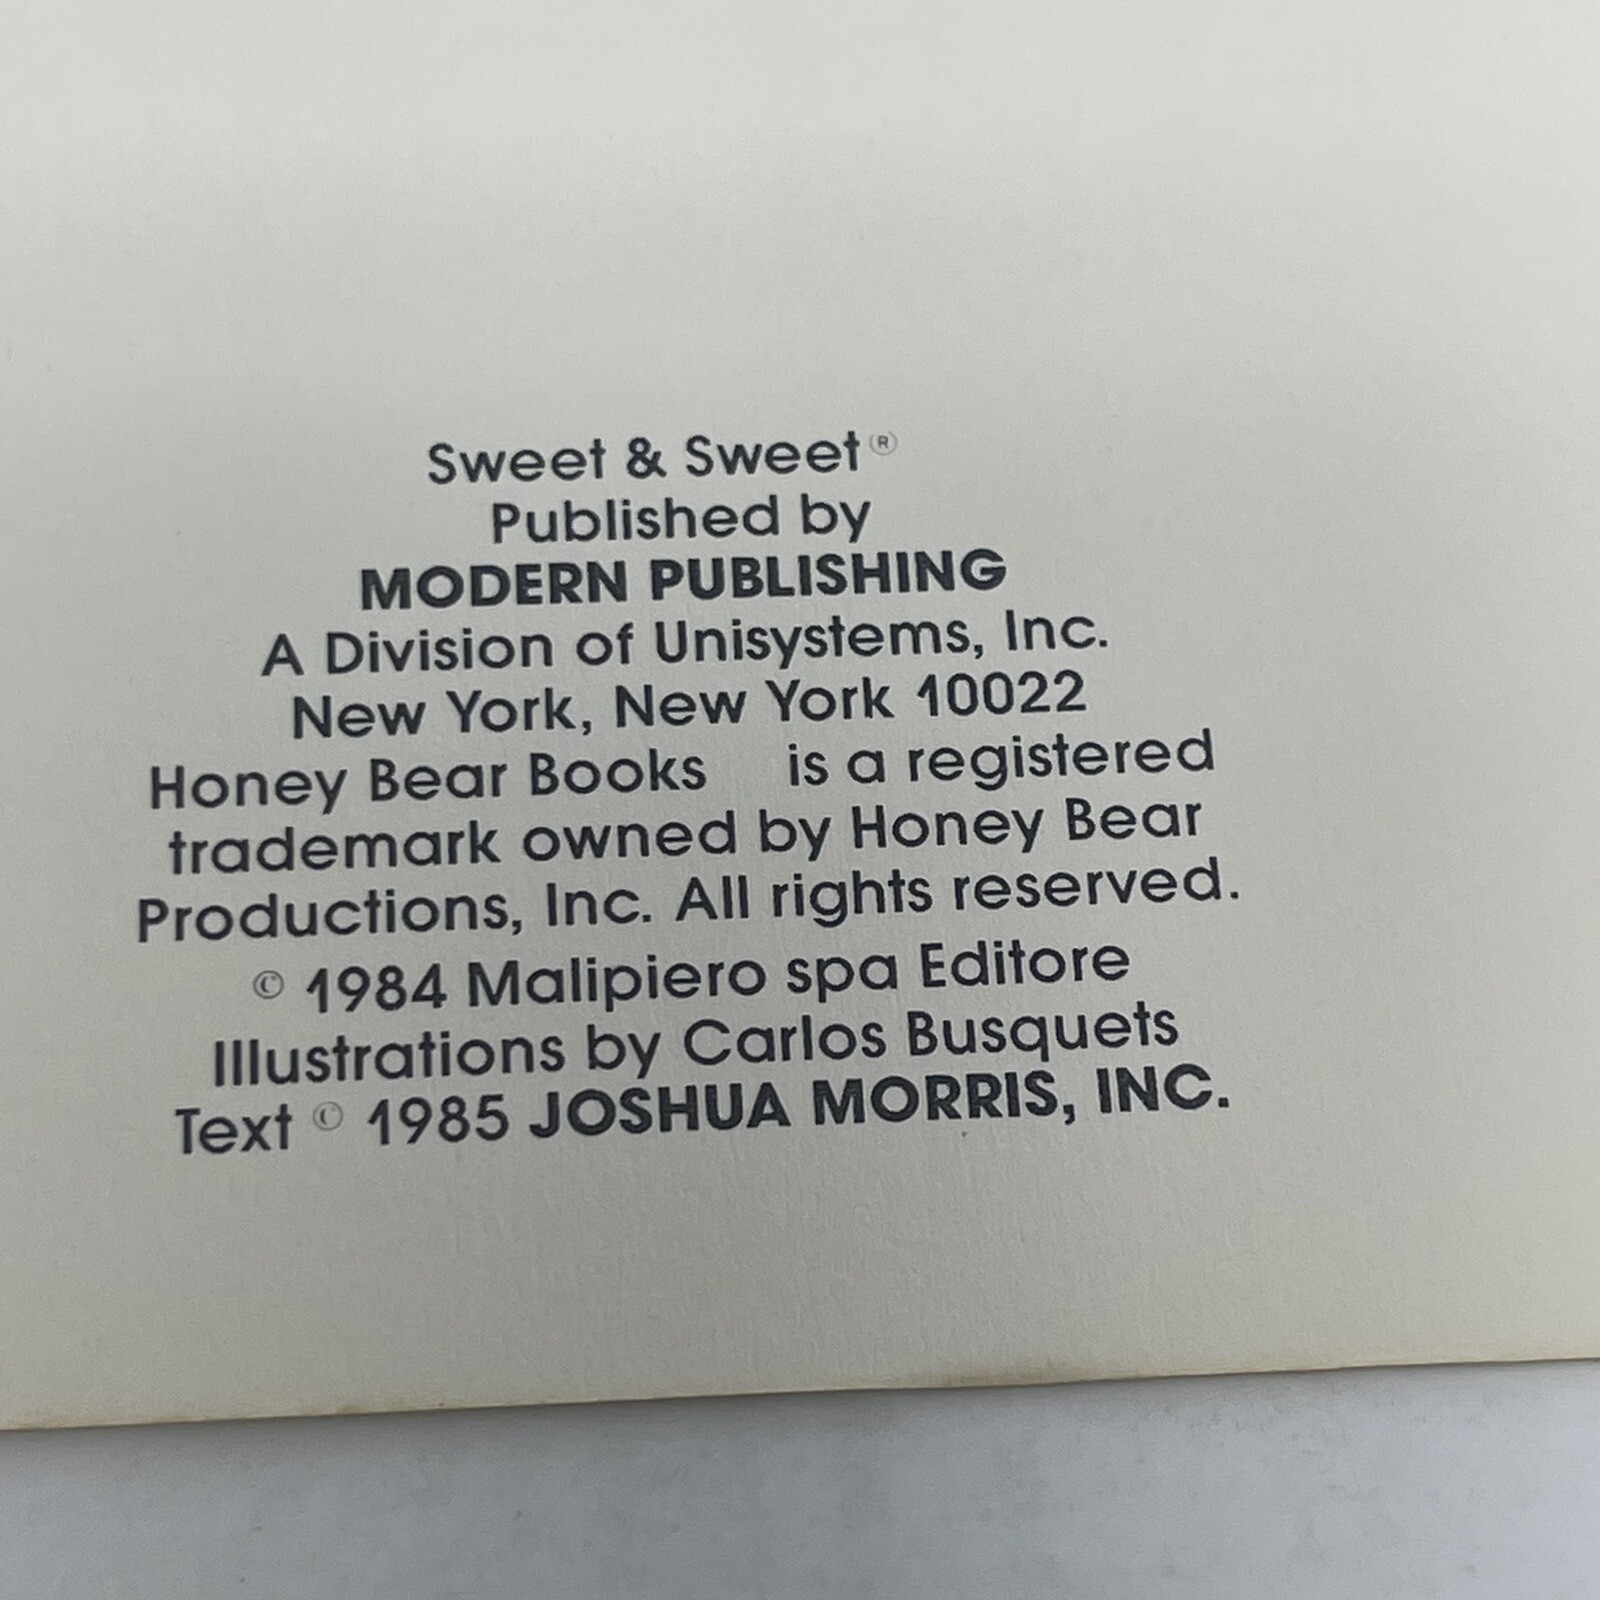 Sweet & Sweet®
Published by
MODERN PUBLISHING
A Division of Unisystems, Inc.
New York, New York 10022
Honey Bear Books is a registered
trademark owned by Honey Bear
Productions, Inc. All rights reserved.
© 1984 Malipiero spa Editore
Illustrations by Carlos Busquets
Text © 1985 JOSHUA MORRIS, INC.